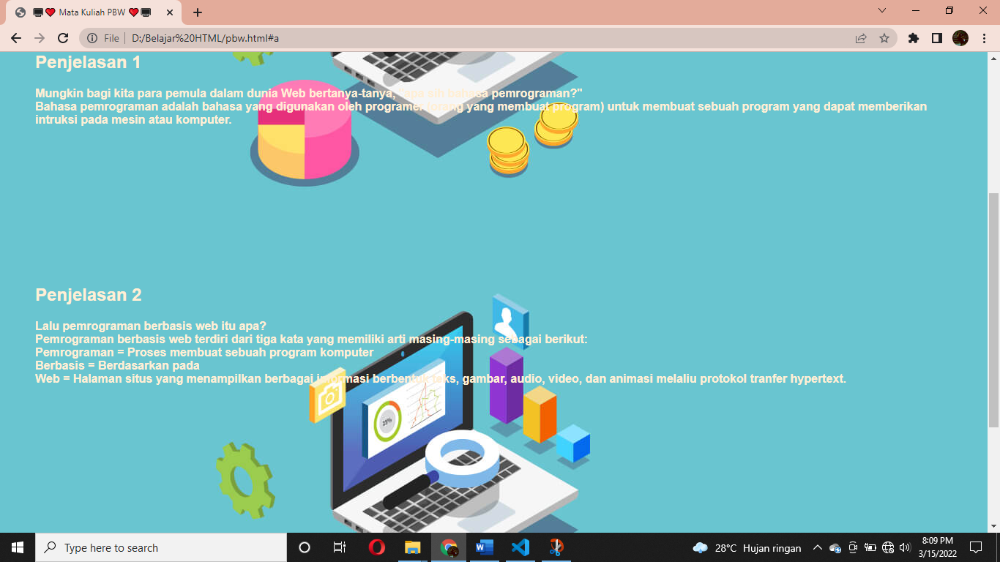 Mata Kuliah PBW
File
D:/Belajar%20HTML/pbw.html#a
Penjelasan 1
Mungkin bagi kita para pemula dalam dunia Web bertanya-tanya, "apa sih bahasa pemrograman?"
Bahasa pemrograman adalah bahasa yang digunakan oleh programer (orang yang membuat program) untuk membuat sebuah program yang dapat memberikan
intruksi pada mesin atau komputer.
Penjelasan 2
Lalu pemrograman berbasis web itu apa?
Pemrograman berbasis web terdiri dari tiga kata yang memiliki arti masing-masing sebagai berikut:
Pemrograman = Proses membuat sebuah program komputer
Berbasis = Berdasarkan pada
Web = Halaman situs yang menampilkan berbagai informasi berbentuk teks, gambar, audio, video, dan animasi melaliu protokol tranfer hypertext.
25%
Type here to search
28°C Hujan ringan
8:09 PM
3/15/2022